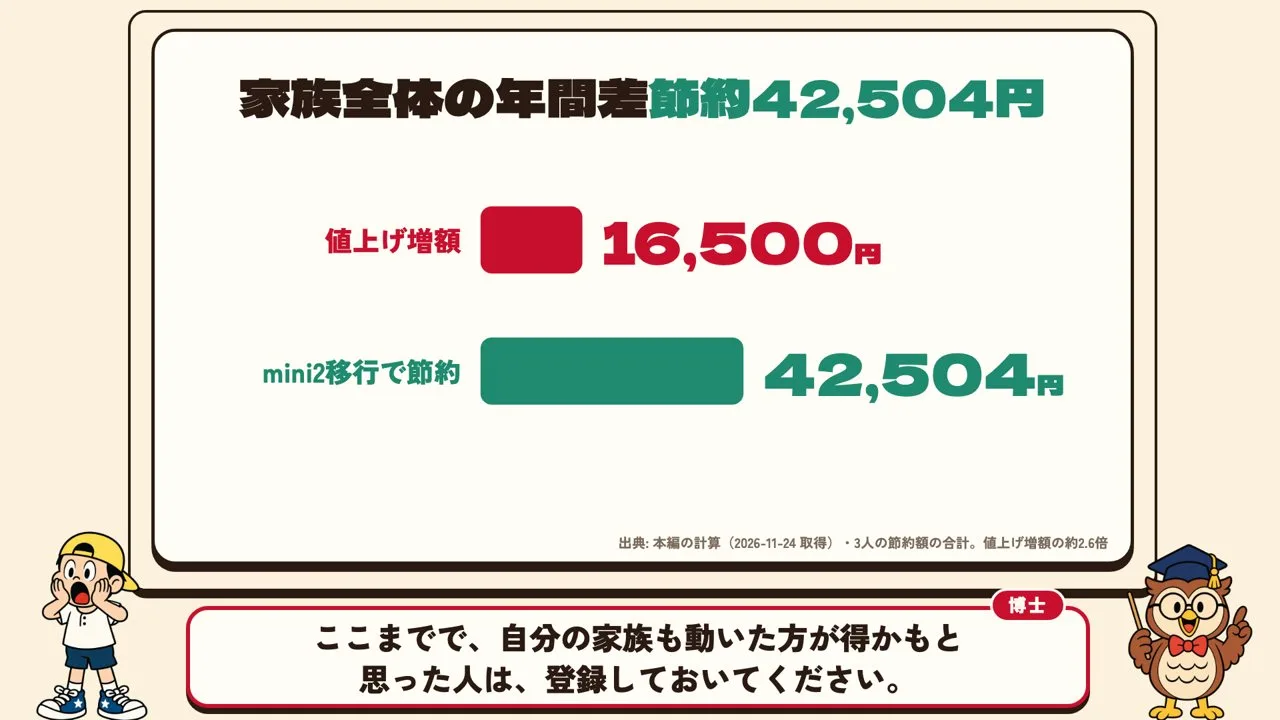 家族全体の年間差節約42,504円
値上げ増額 16,500円
mini2移行で節約 42,504円
出典: 本編の計算（2026-11-24 取得）・3人の節約額の合計。値上げ増額の約2.6倍
博士
ここまでで、自分の家族も動いた方が得かもと
思った人は、登録しておいてください。